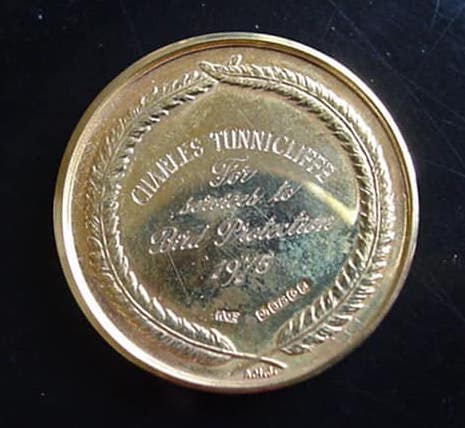 CHARLES TUNNICLIFFE
For
services to
Bird Protection
1975